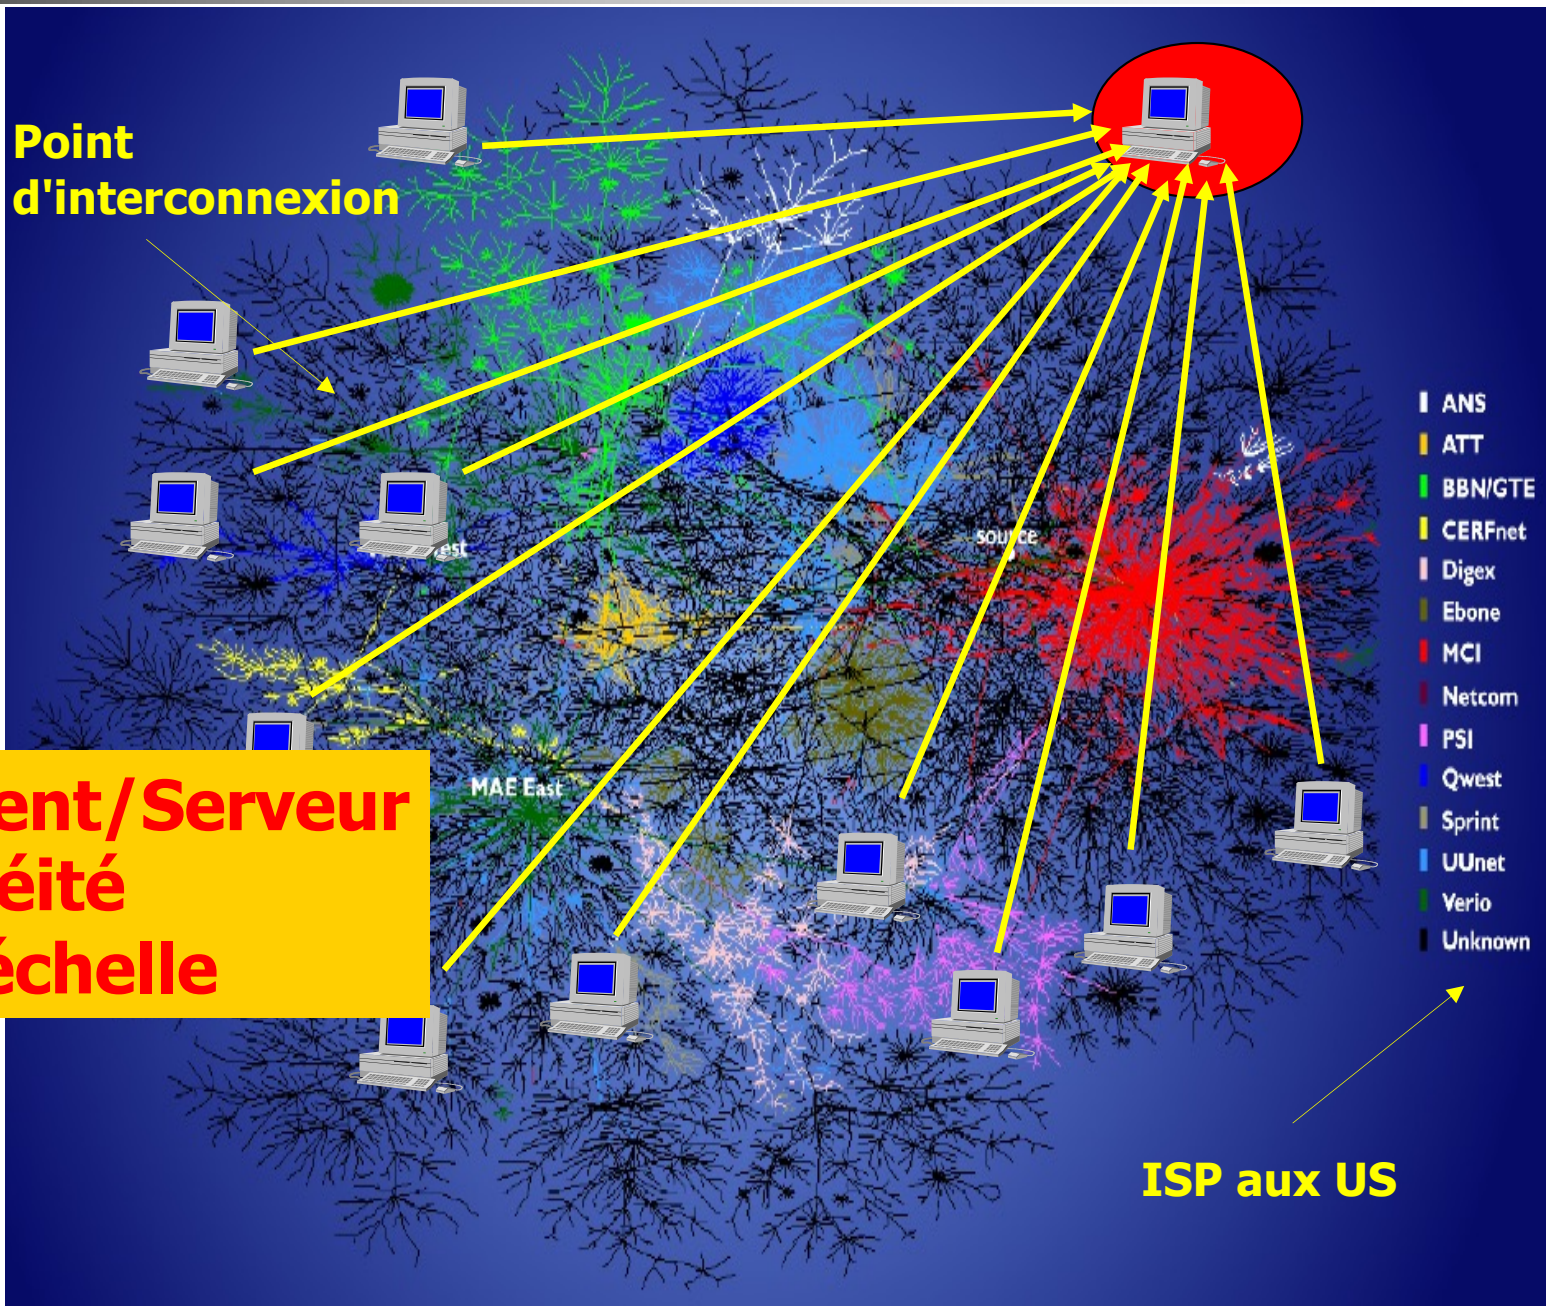 Point
d'interconnexion
ANS
ATT
BBN/GTE
CERFnet
Digex
Ebone
MCI
Netcom
PSI
Qwest
Sprint
UUnet
Verio
Unknown
source
MAE East
ent/Serveur
éité
échelle
ISP aux US